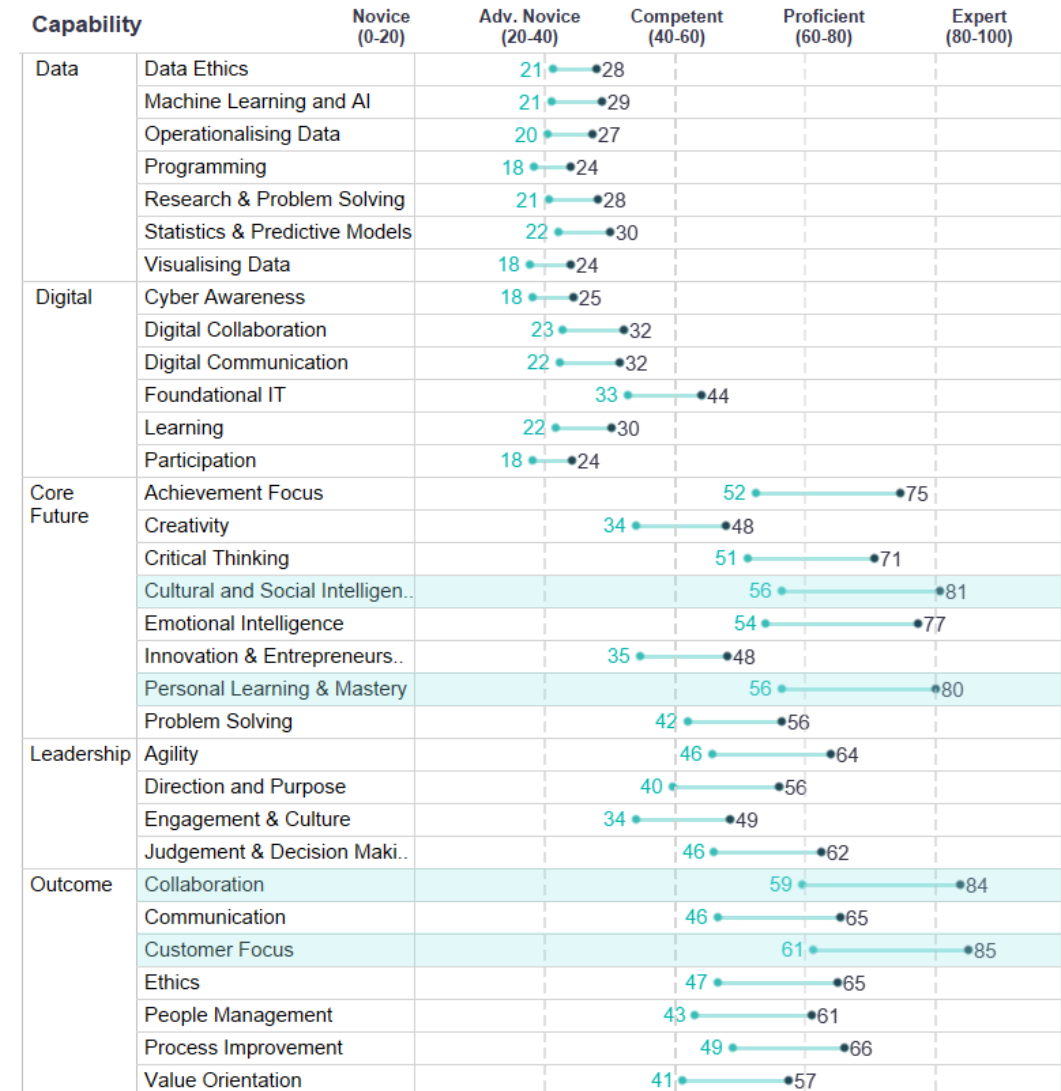 Capability Novice Adv. Novice Competent Proficient Expert
(0-20) (20-40) (40-60) (60-80) (80-100)
Data Data Ethics 21 28
Machine Learning and AI 21 29
Operationalising Data 20 27
Programming 18 24
Research & Problem Solving 21 28
Statistics & Predictive Models 22 30
Visualising Data 18 24
Digital Cyber Awareness 18 25
Digital Collaboration 23 32
Digital Communication 22 32
Foundational IT 33 44
Learning 22 30
Participation 18 24
Core Achievement Focus 52 75
Future Creativity 34 48
Critical Thinking 51 71
Cultural and Social Intelligen.. 56 81
Emotional Intelligence 54 77
Innovation & Entrepreneurs.. 35 48
Personal Learning & Mastery 56 80
Problem Solving 42 56
Leadership Agility 46 64
Direction and Purpose 40 56
Engagement & Culture 34 49
Judgement & Decision Maki.. 46 62
Outcome Collaboration 59 84
Communication 46 65
Customer Focus 61 85
Ethics 47 65
People Management 43 61
Process Improvement 49 66
Value Orientation 41 57